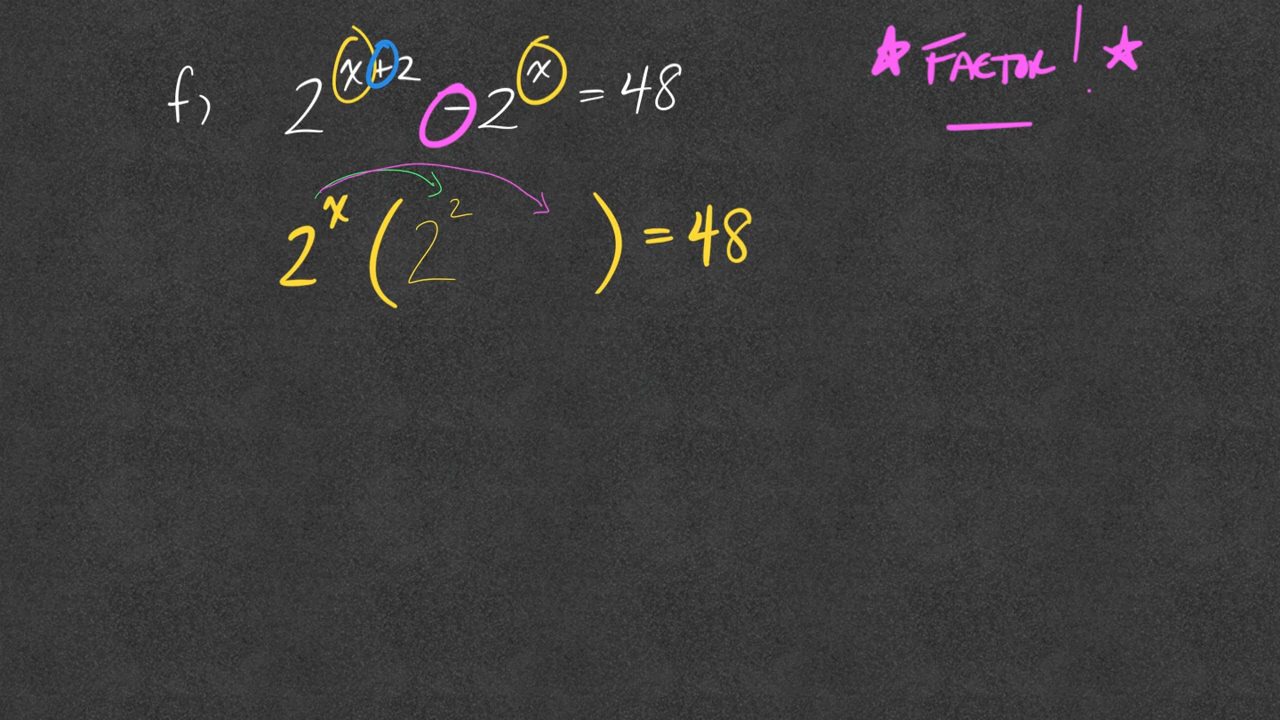 f) 2^{x+2} - 2^{x} = 48
★ FACTOR! ★
2^{x} ( 2^{2} ) = 48